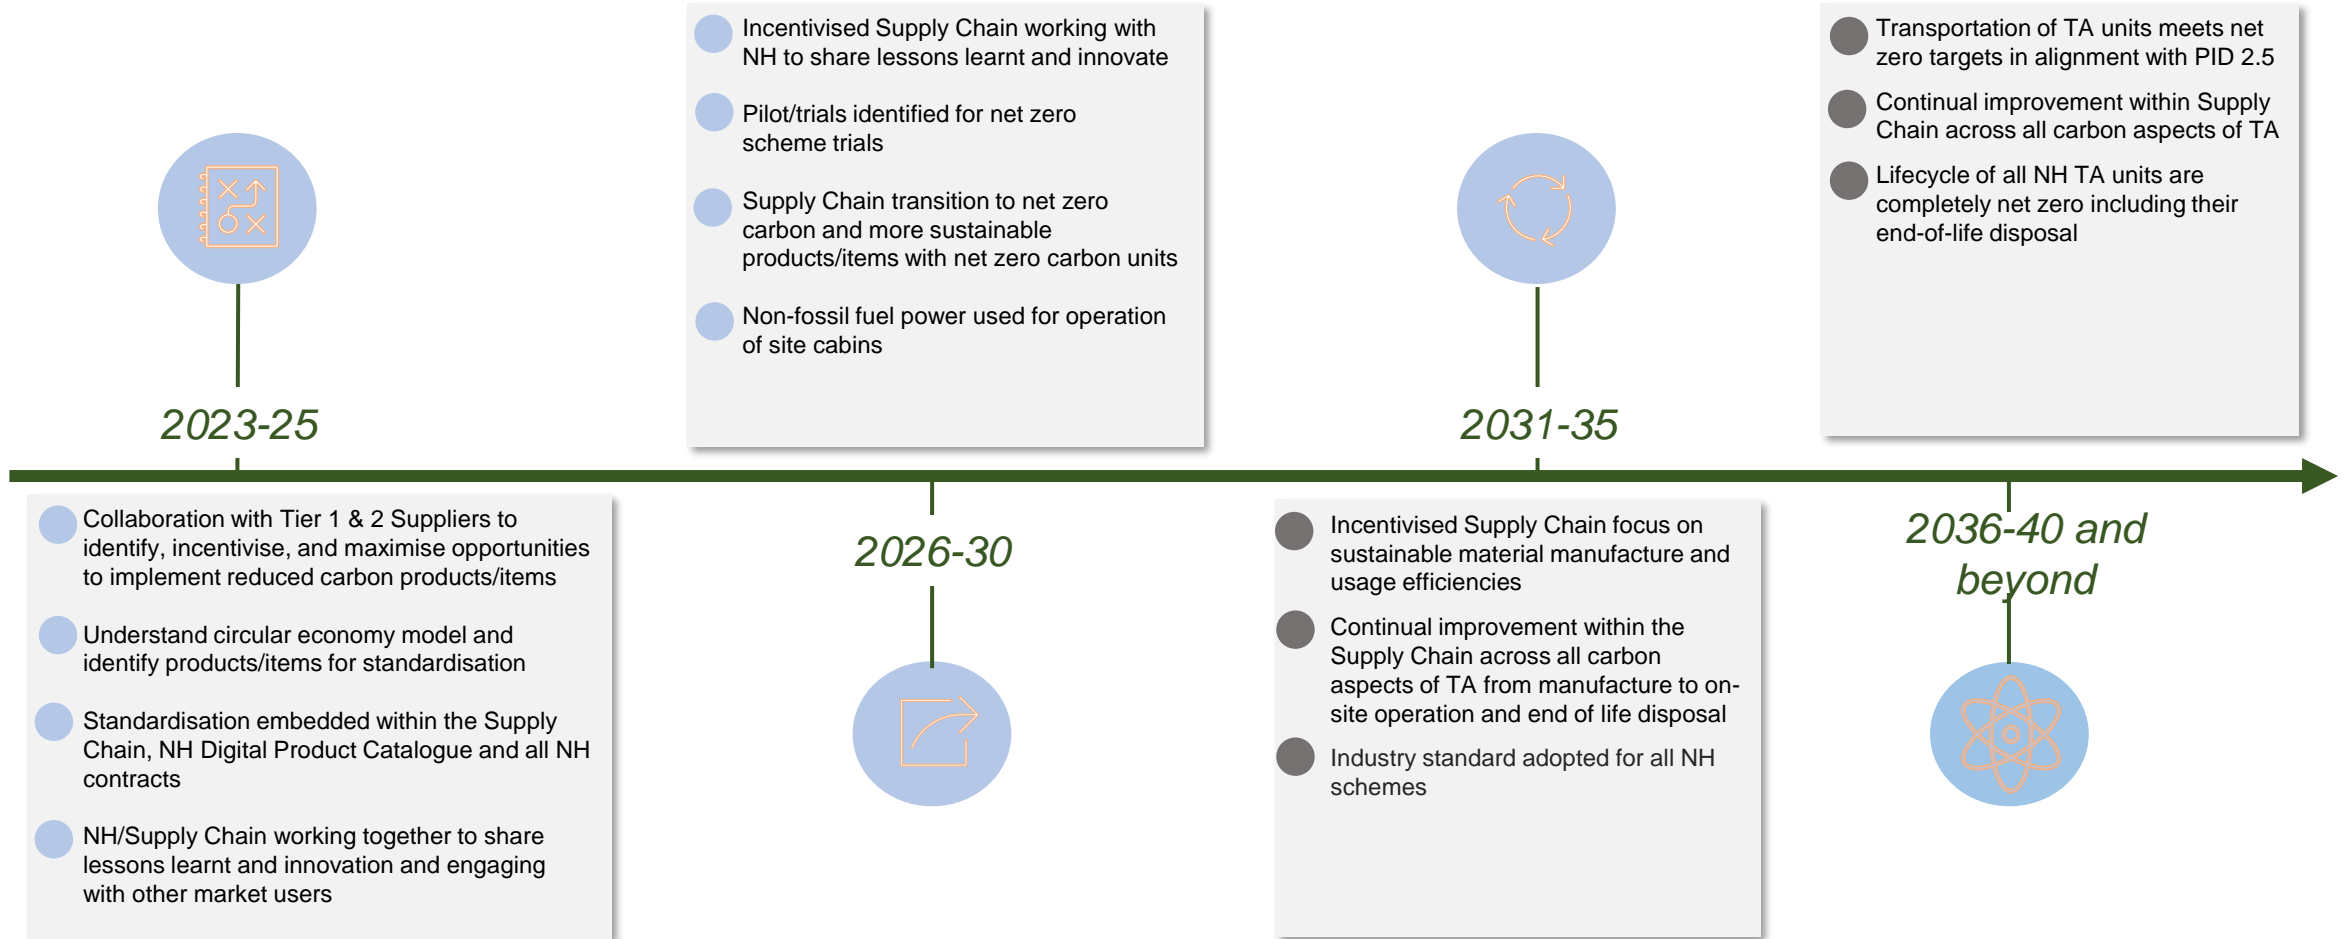 2023-25
Collaboration with Tier 1 & 2 Suppliers to
identify, incentivise, and maximise opportunities
to implement reduced carbon products/items
Understand circular economy model and
identify products/items for standardisation
Standardisation embedded within the Supply
Chain, NH Digital Product Catalogue and all NH
contracts
NH/Supply Chain working together to share
lessons learnt and innovation and engaging
with other market users
Incentivised Supply Chain working with
NH to share lessons learnt and innovate
Pilot/trials identified for net zero
scheme trials
Supply Chain transition to net zero
carbon and more sustainable
products/items with net zero carbon units
Non-fossil fuel power used for operation
of site cabins
2026-30
2031-35
Incentivised Supply Chain focus on
sustainable material manufacture and
usage efficiencies
Continual improvement within the
Supply Chain across all carbon
aspects of TA from manufacture to on-
site operation and end of life disposal
Industry standard adopted for all NH
schemes
Transportation of TA units meets net
zero targets in alignment with PID 2.5
Continual improvement within Supply
Chain across all carbon aspects of TA
Lifecycle of all NH TA units are
completely net zero including their
end-of-life disposal
2036-40 and
beyond